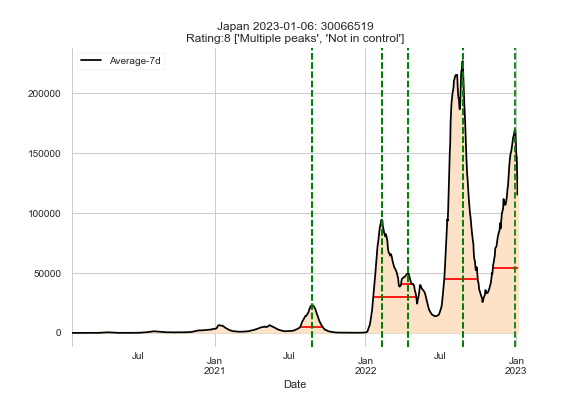 Japan 2023-01-06: 30066519
Rating:8 ['Multiple peaks', 'Not in control']
Average-7d
200000
150000
100000
50000
0
Jul
Jan
2021
Jul
Jan
2022
Jul
Jan
2023
Date